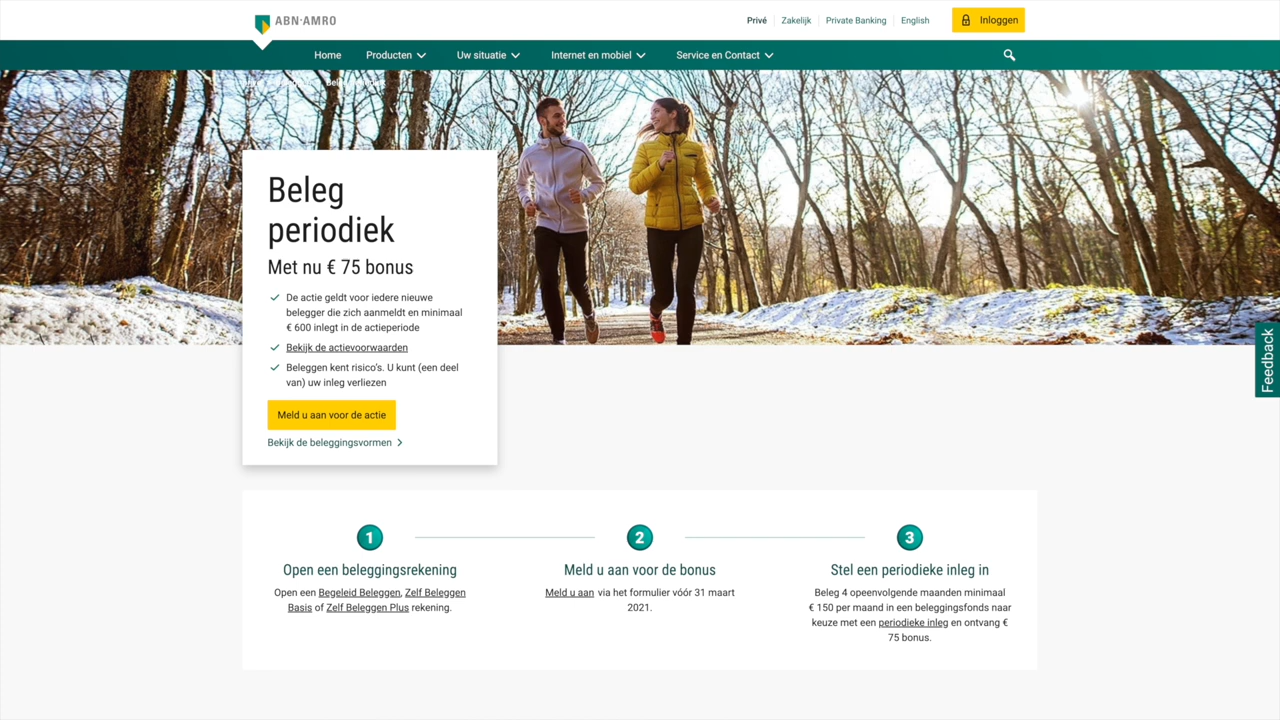 ABN·AMRO
Privé
Zakelijk
Private Banking
English
Inloggen
Home
Producten
Uw situatie
Internet en mobiel
Service en Contact
Beleg
periodiek
Met nu € 75 bonus
De actie geldt voor iedere nieuwe
belegger die zich aanmeldt en minimaal
€ 600 inlegt in de actieperiode
Bekijk de actievoorwaarden
Beleggen kent risico's. U kunt (een deel
van) uw inleg verliezen
Meld u aan voor de actie
Bekijk de beleggingsvormen
Feedback
1
Open een beleggingsrekening
Open een Begeleid Beleggen, Zelf Beleggen
Basis of Zelf Beleggen Plus rekening.
2
Meld u aan voor de bonus
Meld u aan via het formulier vóór 31 maart
2021.
3
Stel een periodieke inleg in
Beleg 4 opeenvolgende maanden minimaal
€ 150 per maand in een beleggingsfonds naar
keuze met een periodieke inleg en ontvang €
75 bonus.